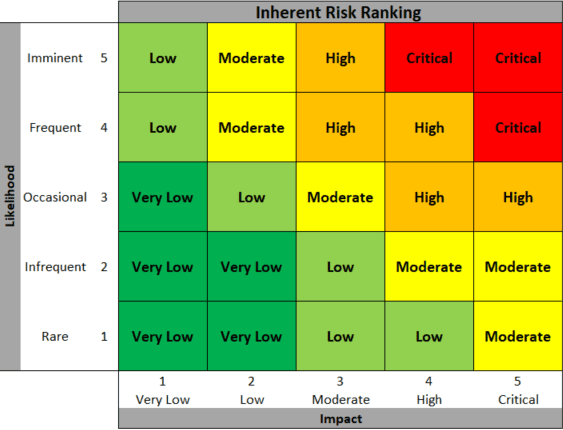 Inherent Risk Ranking
Likelihood
Imminent 5 Low Moderate High Critical Critical
Frequent 4 Low Moderate High High Critical
Occasional 3 Very Low Low Moderate High High
Infrequent 2 Very Low Very Low Low Moderate Moderate
Rare 1 Very Low Very Low Low Low Moderate
1 2 3 4 5
Very Low Low Moderate High Critical
Impact